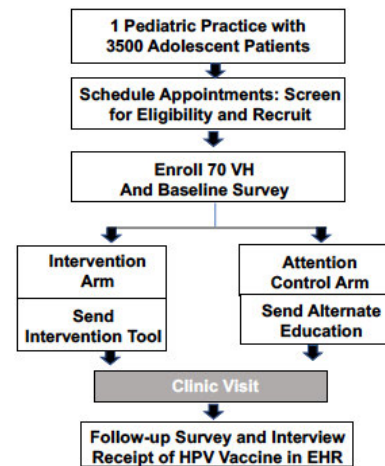 1 Pediatric Practice with
3500 Adolescent Patients
Schedule Appointments: Screen
for Eligibility and Recruit
Enroll 70 VH
And Baseline Survey
Intervention
Arm
Send
Intervention Tool
Attention
Control Arm
Send Alternate
Education
Clinic Visit
Follow-up Survey and Interview
Receipt of HPV Vaccine in EHR